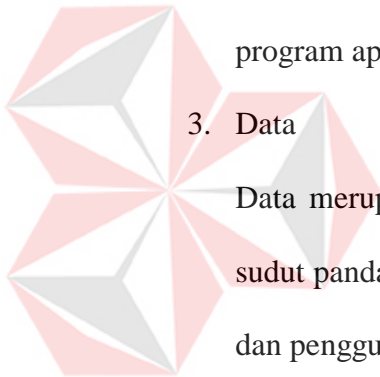 program ap
3. Data
Data merup
sudut panda
dan penggu